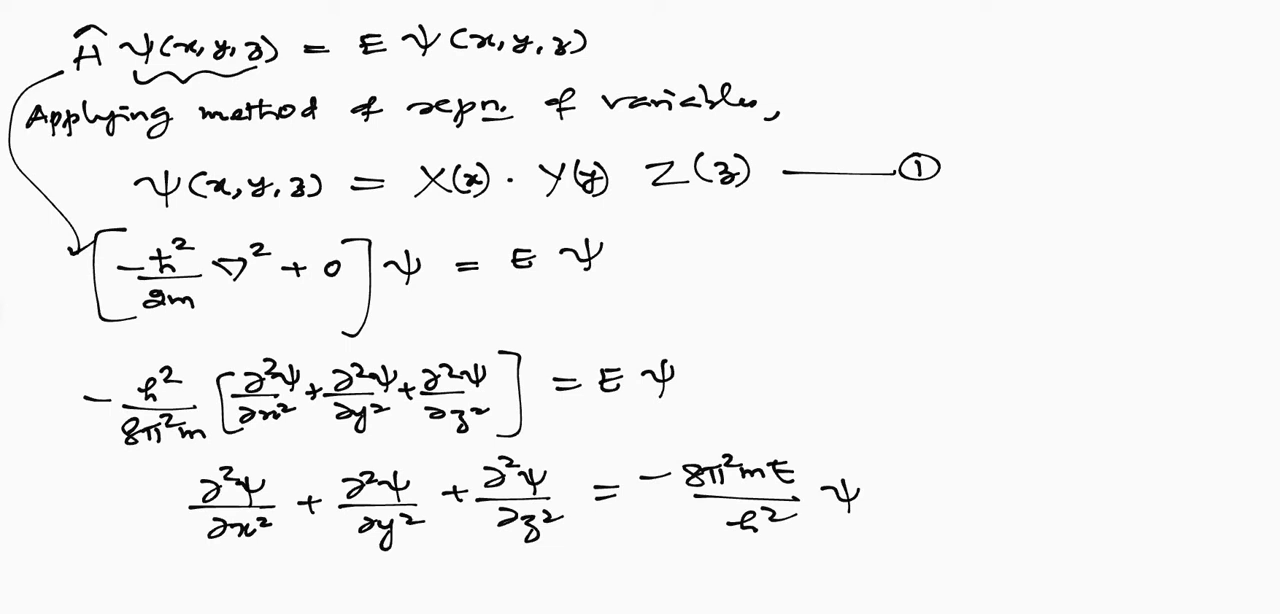 Ĥ ψ(x, y, z) = E ψ(x, y, z)
Applying method of sepn. of variables,
ψ(x, y, z) = X(x) · Y(y) Z(z) ——— ①
[-ħ²/2m ∇² + 0] ψ = E ψ
- h²/8π²m [∂²ψ/∂x² + ∂²ψ/∂y² + ∂²ψ/∂z²] = E ψ
∂²ψ/∂x² + ∂²ψ/∂y² + ∂²ψ/∂z² = -8π²mE/h² ψ